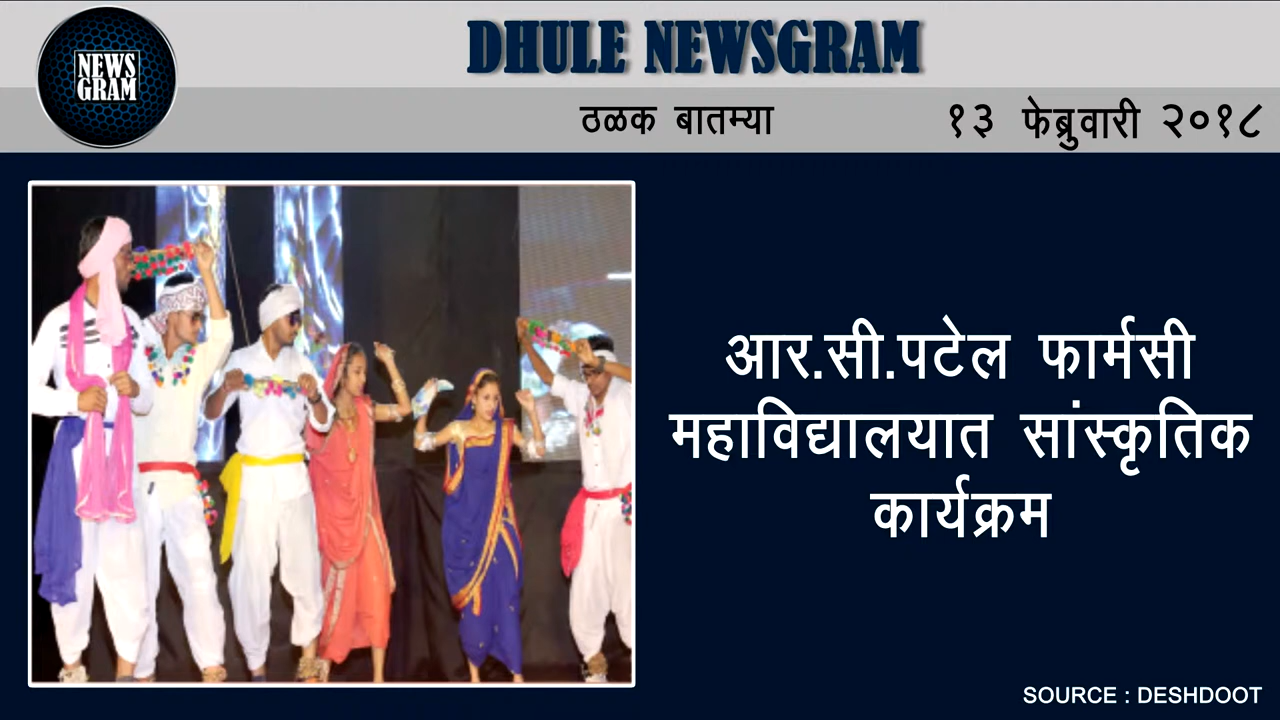 NEWS
GRAM
DHULE NEWSGRAM
ठळक बातम्या
१३ फेब्रुवारी २०१८
आर.सी.पटेल फार्मसी
महाविद्यालयात सांस्कृतिक
कार्यक्रम
SOURCE : DESHDOOT